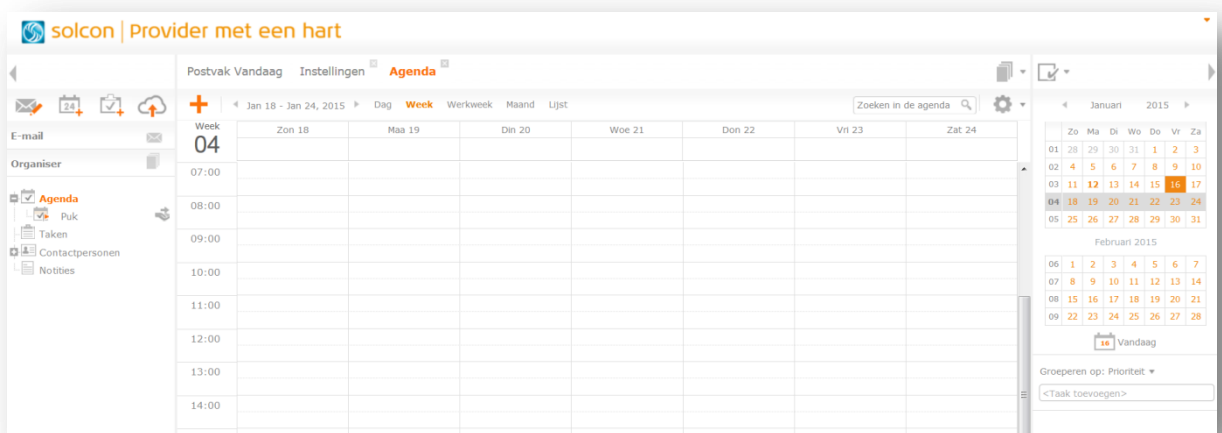 solcon | Provider met een hart
Postvak Vandaag Instellingen Agenda
24
Jan 18 - Jan 24, 2015 Dag Week Werkweek Maand Lijst Zoeken in de agenda
E-mail
Organiser
Agenda
Puk
Taken
Contactpersonen
Notities
Week
04
Zon 18 Maa 19 Din 20 Woe 21 Don 22 Vri 23 Zat 24
07:00
08:00
09:00
10:00
11:00
12:00
13:00
14:00
Januari 2015
Zo Ma Di Wo Do Vr Za
01 28 29 30 31 1 2 3
02 4 5 6 7 8 9 10
03 11 12 13 14 15 16 17
04 18 19 20 21 22 23 24
05 25 26 27 28 29 30 31
Februari 2015
06 1 2 3 4 5 6 7
07 8 9 10 11 12 13 14
08 15 16 17 18 19 20 21
09 22 23 24 25 26 27 28
16 Vandaag
Groeperen op: Prioriteit
<Taak toevoegen>